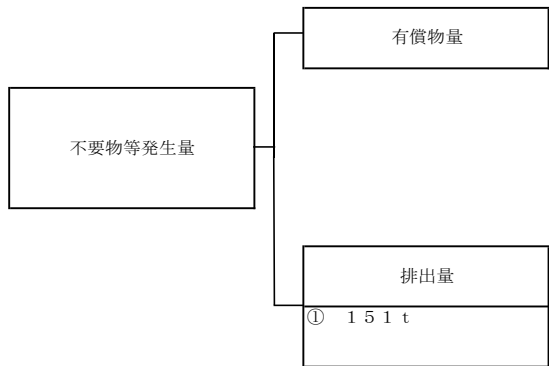 有償物量
不要物等発生量
排出量
①　１５１ｔ